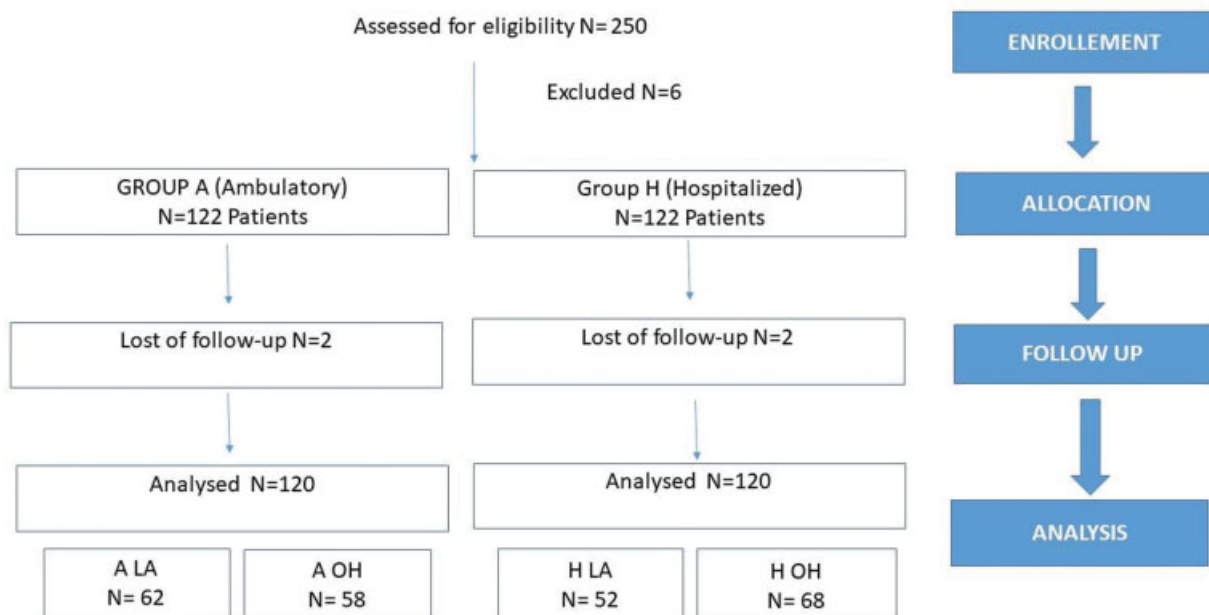 Assessed for eligibility N=250
ENROLLEMENT
Excluded N=6
GROUP A (Ambulatory)
N=122 Patients
Group H (Hospitalized)
N=122 Patients
ALLOCATION
Lost of follow-up N=2
Lost of follow-up N=2
FOLLOW UP
Analysed N=120
Analysed N=120
ANALYSIS
A LA
N= 62
A OH
N= 58
H LA
N= 52
H OH
N= 68